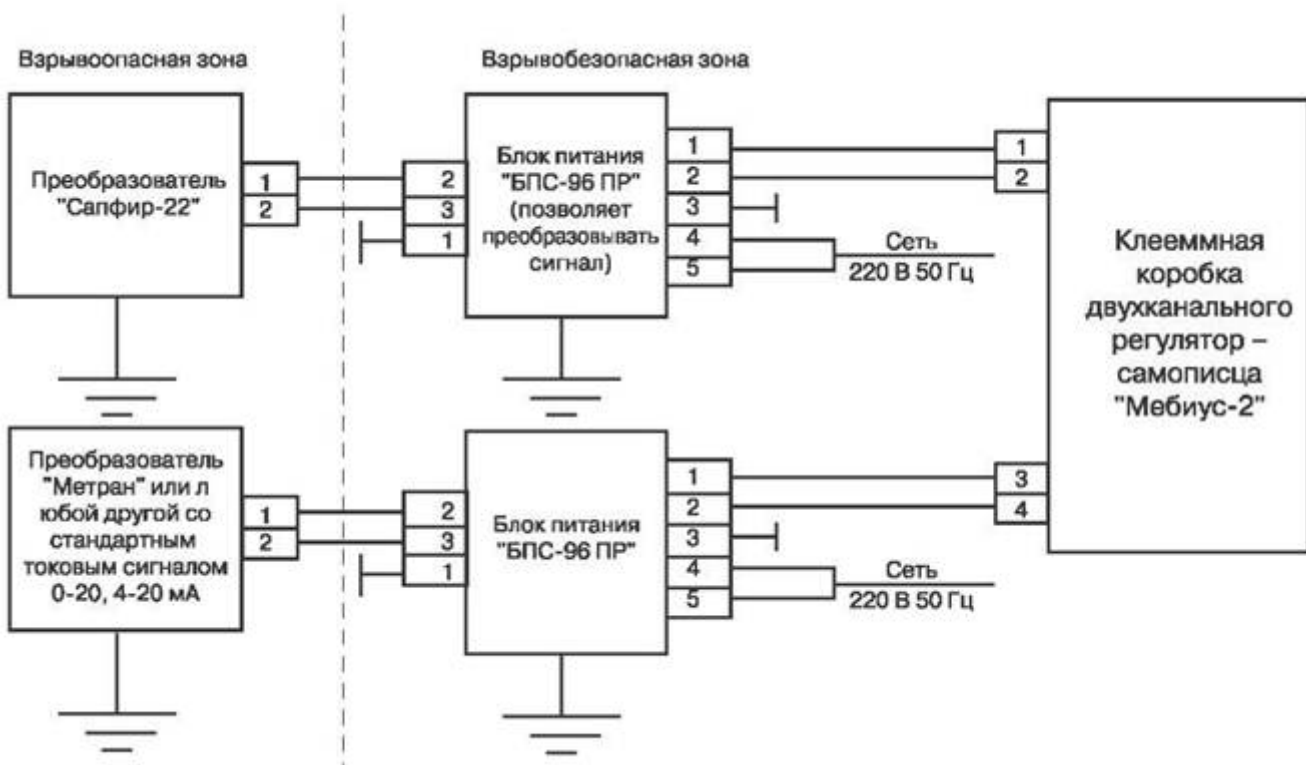 Взрывоопасная зона
Взрывобезопасная зона
Преобразователь
"Сапфир-22"
1
2
2
3
1
Блок питания
"БПС-96 ПР"
(позволяет
преобразовывать
сигнал)
1
2
3
4
5
Сеть
220 В 50 Гц
1
2
Клееммная
коробка
двухканального
регулятор –
самописца
"Мебиус-2"
3
4
Преобразователь
"Метран" или л
юбой другой со
стандартным
токовым сигналом
0-20, 4-20 мА
1
2
2
3
1
Блок питания
"БПС-96 ПР"
1
2
3
4
5
Сеть
220 В 50 Гц